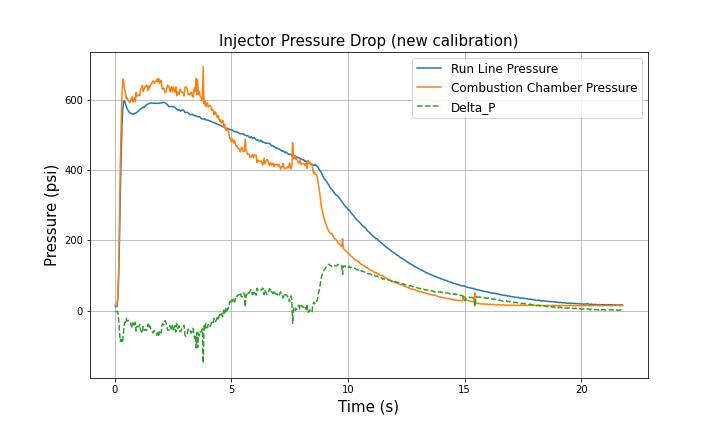 Injector Pressure Drop (new calibration)
Run Line Pressure
Combustion Chamber Pressure
Delta_P
Pressure (psi)
600
400
200
0
0 5 10 15 20
Time (s)